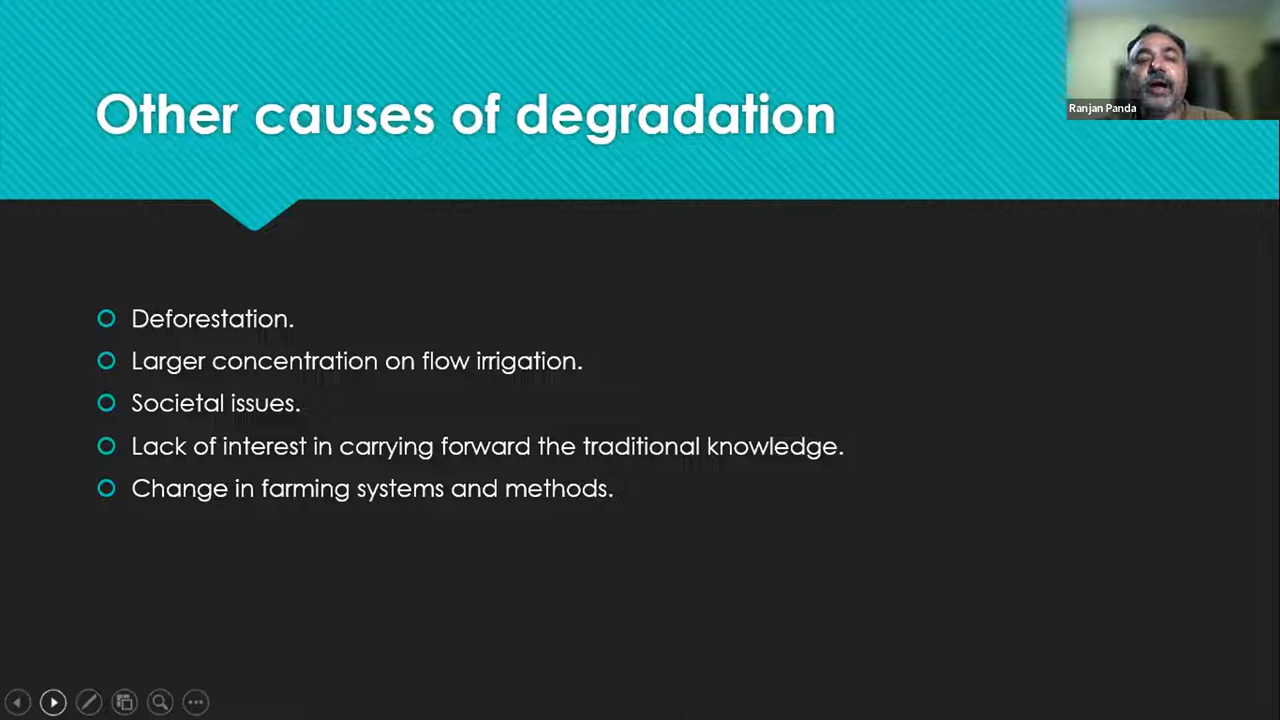 Other causes of degradation
Ranjan Panda
Deforestation.
Larger concentration on flow irrigation.
Societal issues.
Lack of interest in carrying forward the traditional knowledge.
Change in farming systems and methods.